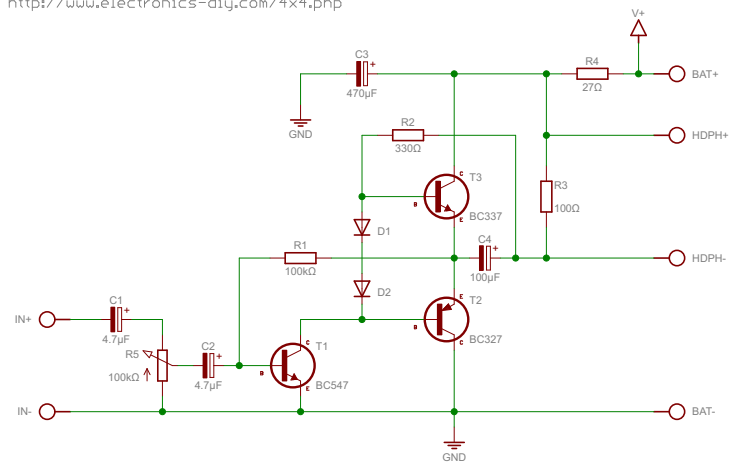 http://www.electronics-diy.com/4x4.php
V+
C3
+
470µF
R4
27Ω
BAT+
GND
R2
330Ω
HDPH+
C
T3
B
E
BC337
R3
100Ω
D1
R1
100kΩ
C4
+
100µF
HDPH-
D2
E
T2
B
C
BC327
IN+
C1
+
4.7µF
R5
100kΩ
C2
+
4.7µF
C
T1
B
E
BC547
IN-
BAT-
GND